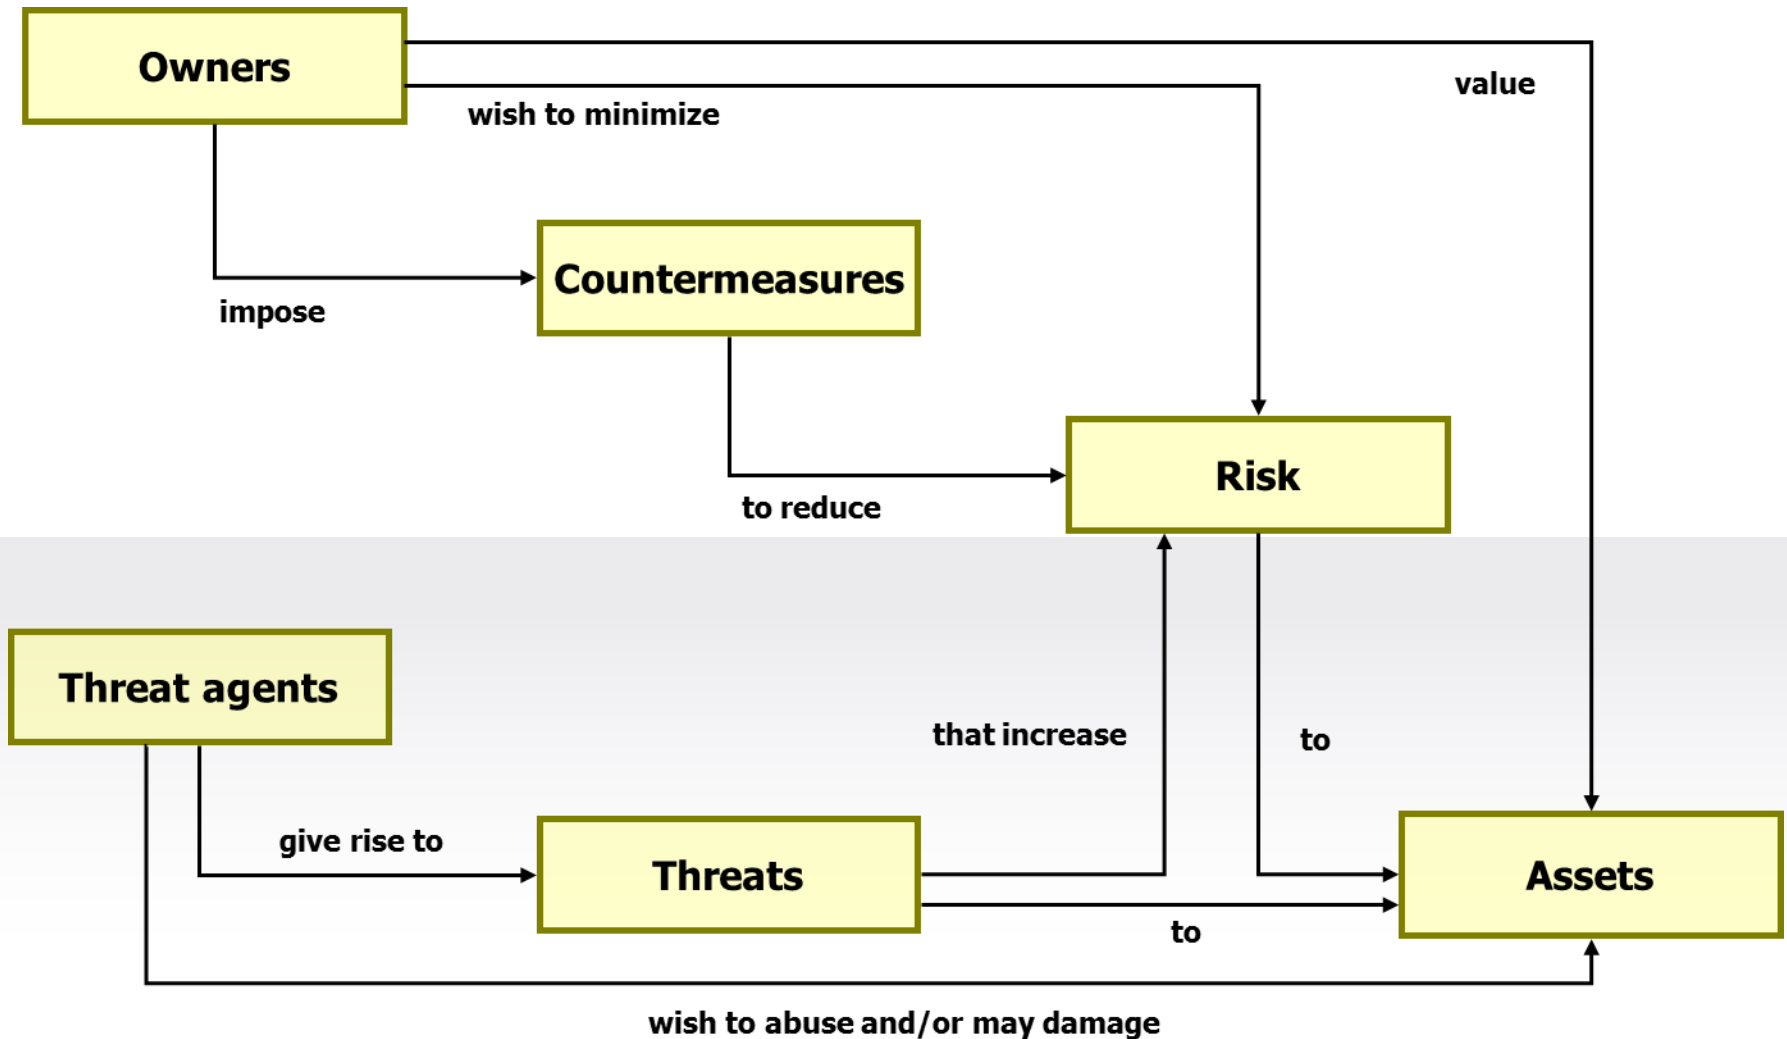 Owners
value
wish to minimize
Countermeasures
impose
Risk
to reduce
Threat agents
that increase
to
give rise to
Threats
Assets
to
wish to abuse and/or may damage